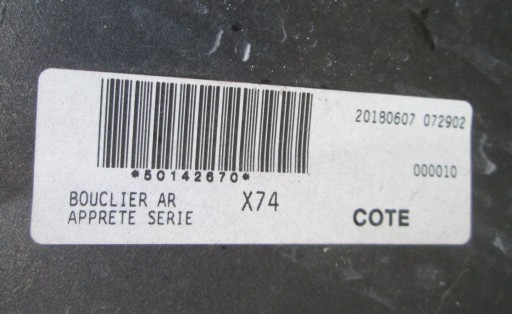 20180607 072902
*50142670*
000010
BOUCLIER AR X74
APPRETE SERIE
COTE